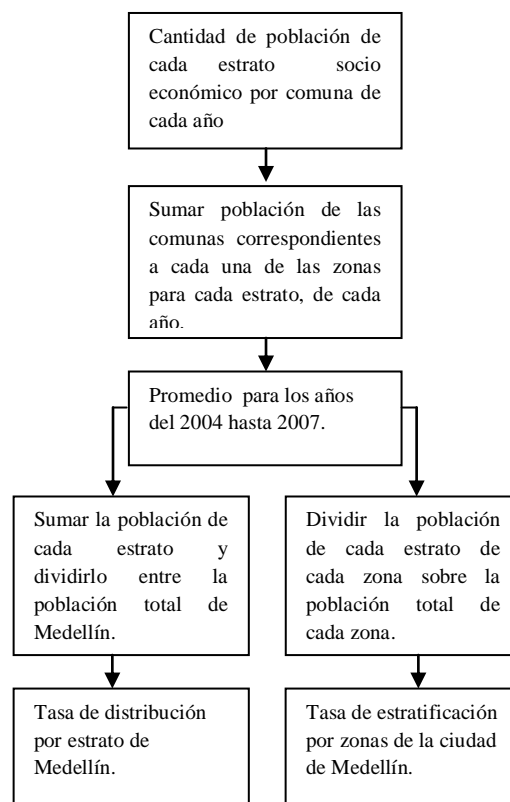 Cantidad de población de
cada estrato socio
económico por comuna de
cada año
Sumar población de las
comunas correspondientes
a cada una de las zonas
para cada estrato, de cada
año.
Promedio para los años
del 2004 hasta 2007.
Sumar la población de
cada estrato y
dividirlo entre la
población total de
Medellín.
Dividir la población
de cada estrato de
cada zona sobre la
población total de
cada zona.
Tasa de distribución
por estrato de
Medellín.
Tasa de estratificación
por zonas de la ciudad
de Medellín.